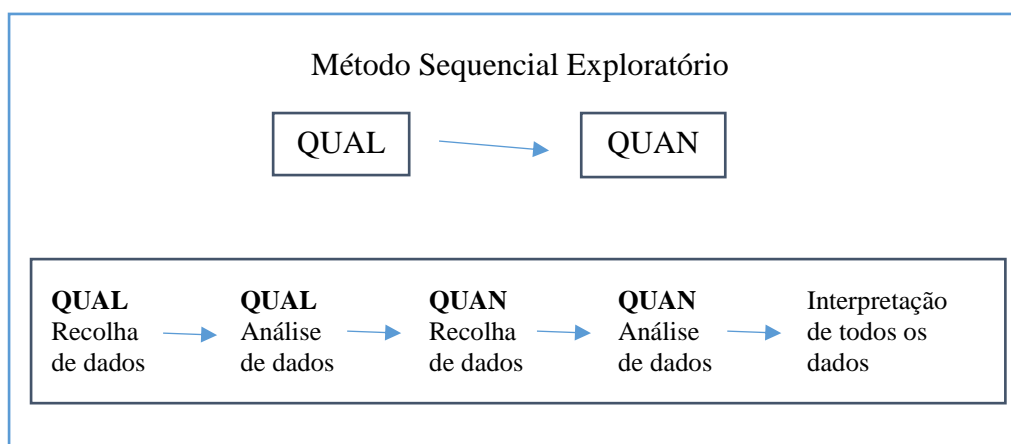 Método Sequencial Exploratório
QUAL
QUAN
QUAL
Recolha
de dados
QUAL
Análise
de dados
QUAN
Recolha
de dados
QUAN
Análise
de dados
Interpretação
de todos os
dados